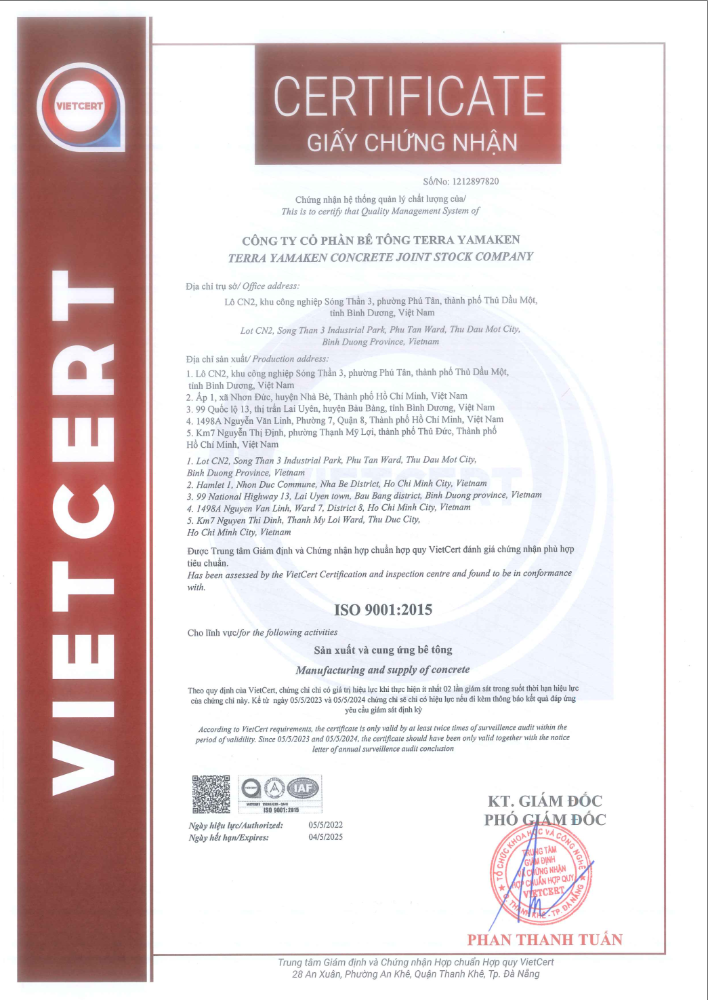 VIETCERT
VIETCERT
CERTIFICATE
GIẤY CHỨNG NHẬN
Số/No: 1212897820
Chứng nhận hệ thống quản lý chất lượng của/
This is to certify that Quality Management System of
CÔNG TY CỔ PHẦN BÊ TÔNG TERRA YAMAKEN
TERRA YAMAKEN CONCRETE JOINT STOCK COMPANY
Địa chỉ trụ sở/ Office address:
Lô CN2, khu công nghiệp Sóng Thần 3, phường Phú Tân, thành phố Thủ Dầu Một,
tỉnh Bình Dương, Việt Nam
Lot CN2, Song Than 3 Industrial Park, Phu Tan Ward, Thu Dau Mot City,
Binh Duong Province, Vietnam
Địa chỉ sản xuất/ Production address:
1. Lô CN2, khu công nghiệp Sóng Thần 3, phường Phú Tân, thành phố Thủ Dầu Một,
tỉnh Bình Dương, Việt Nam
2. Ấp 1, xã Nhơn Đức, huyện Nhà Bè, Thành phố Hồ Chí Minh, Việt Nam
3. 99 Quốc lộ 13, thị trấn Lai Uyên, huyện Bàu Bàng, tỉnh Bình Dương, Việt Nam
4. 1498A Nguyễn Văn Linh, Phường 7, Quận 8, Thành phố Hồ Chí Minh, Việt Nam
5. Km7 Nguyễn Thị Định, phường Thạnh Mỹ Lợi, thành phố Thủ Đức, Thành phố
Hồ Chí Minh, Việt Nam
1. Lot CN2, Song Than 3 Industrial Park, Phu Tan Ward, Thu Dau Mot City,
Binh Duong Province, Vietnam
2. Hamlet 1, Nhon Duc Commune, Nha Be District, Ho Chi Minh City, Vietnam
3. 99 National Highway 13, Lai Uyen town, Bau Bang district, Binh Duong province, Vietnam
4. 1498A Nguyen Van Linh, Ward 7, District 8, Ho Chi Minh City, Vietnam
5. Km7 Nguyen Thi Dinh, Thanh My Loi Ward, Thu Duc City,
Ho Chi Minh City, Vietnam
Được Trung tâm Giám định và Chứng nhận hợp chuẩn hợp quy VietCert đánh giá chứng nhận phù hợp
tiêu chuẩn.
Has been assessed by the VietCert Certification and inspection centre and found to be in conformance
with.
ISO 9001:2015
Cho lĩnh vực/for the following activities
Sản xuất và cung ứng bê tông
Manufacturing and supply of concrete
Theo quy định của VietCert, chứng chỉ chỉ có giá trị hiệu lực khi thực hiện ít nhất 02 lần giám sát trong suốt thời hạn hiệu lực
của chứng chỉ này. Kể từ ngày 05/5/2023 và 05/5/2024 chứng chỉ sẽ chỉ có hiệu lực nếu đi kèm thông báo kết quả đáp ứng
yêu cầu giám sát định kỳ
According to VietCert requirements, the certificate is only valid by at least twice times of surveillence audit within the
period of validility. Since 05/5/2023 and 05/5/2024, the certificate should have been only valid together with the notice
letter of annual surveillence audit conclusion
IAF
VIETCERT VICAS 035 - QMS
ISO 9001:2015
Ngày hiệu lực/Authorized: 05/5/2022
Ngày hết hạn/Expires: 04/5/2025
KT. GIÁM ĐỐC
PHÓ GIÁM ĐỐC
TỔ CHỨC KHOA HỌC VÀ CÔNG NGHỆ
TRUNG TÂM
GIÁM ĐỊNH
VÀ CHỨNG NHẬN
HỢP CHUẨN HỢP QUY
VIETCERT
Q. THANH KHÊ - TP. ĐÀ NẴNG
PHAN THANH TUẤN
Trung tâm Giám định và Chứng nhận Hợp chuẩn Hợp quy VietCert
28 An Xuân, Phường An Khê, Quận Thanh Khê, Tp. Đà Nẵng